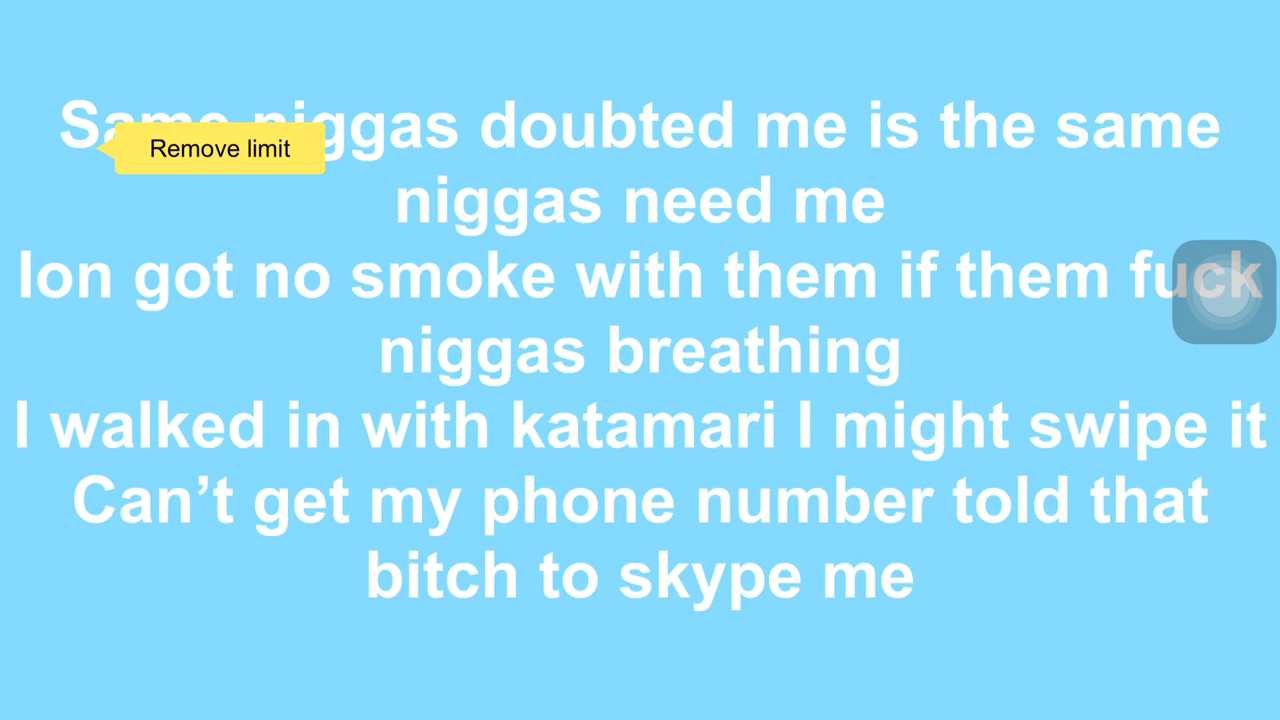 Same niggas doubted me is the same
Remove limit
niggas need me
Ion got no smoke with them if them fuck
niggas breathing
I walked in with katamari I might swipe it
Can’t get my phone number told that
bitch to skype me